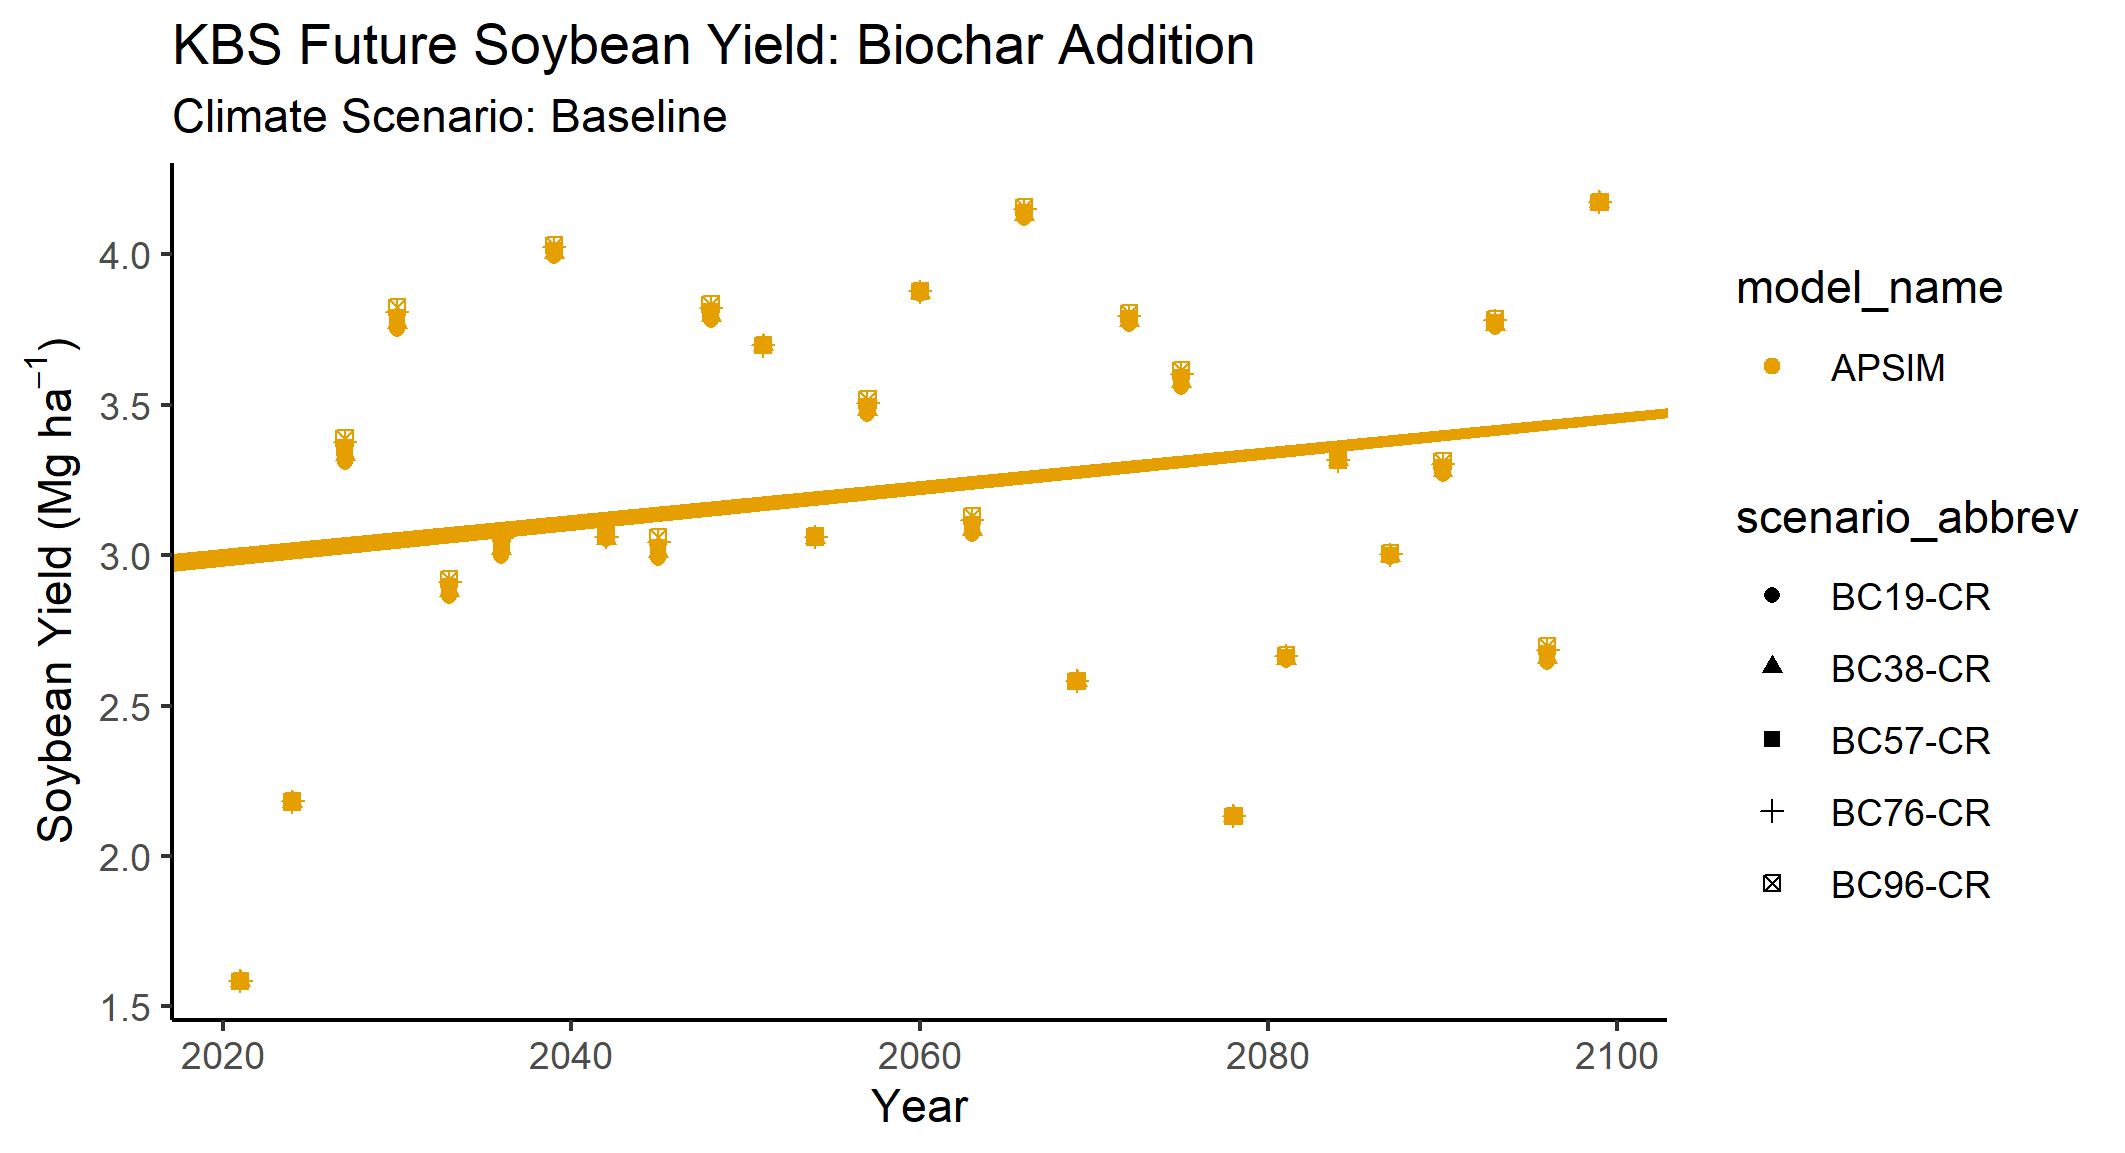 KBS Future Soybean Yield: Biochar Addition
Climate Scenario: Baseline
Soybean Yield (Mg ha⁻¹)
4.0
3.5
3.0
2.5
2.0
1.5
2020 2040 2060 2080 2100
Year
model_name
APSIM
scenario_abbrev
BC19-CR
BC38-CR
BC57-CR
BC76-CR
BC96-CR